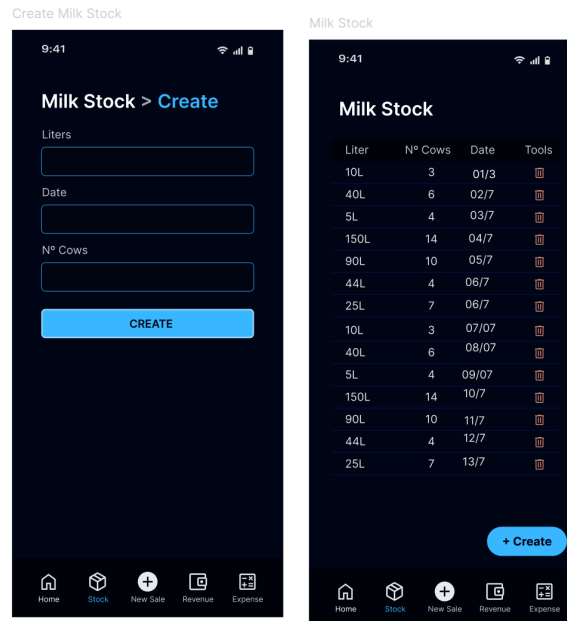 Create Milk Stock
9:41
Milk Stock > Create
Liters
Date
Nº Cows
CREATE
Home Stock New Sale Revenue Expense
Milk Stock
9:41
Milk Stock
Liter Nº Cows Date Tools
10L 3 01/3
40L 6 02/7
5L 4 03/7
150L 14 04/7
90L 10 05/7
44L 4 06/7
25L 7 06/7
10L 3 07/07
40L 6 08/07
5L 4 09/07
150L 14 10/7
90L 10 11/7
44L 4 12/7
25L 7 13/7
+ Create
Home Stock New Sale Revenue Expense